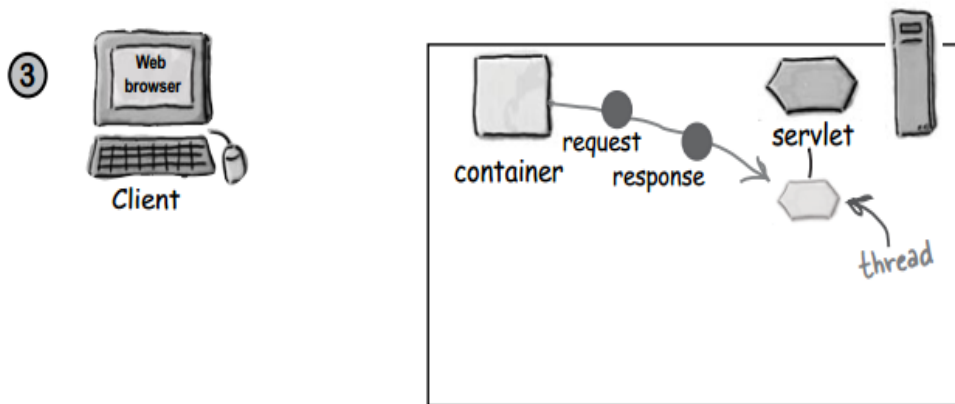 3
Web
browser
Client
container
request
response
servlet
thread